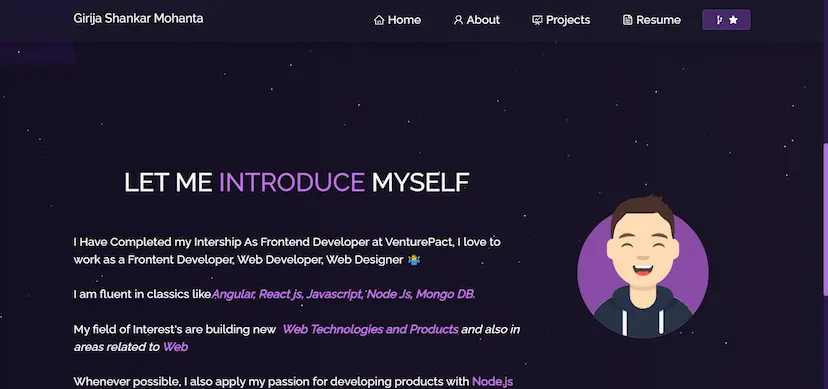 Girija Shankar Mohanta
Home
About
Projects
Resume
LET ME INTRODUCE MYSELF
I Have Completed my Intership As Frontend Developer at VenturePact, I love to
work as a Frontent Developer, Web Developer, Web Designer 🤷‍♂️
I am fluent in classics likeAngular, React js, Javascript, Node Js, Mongo DB.
My field of Interest's are building new Web Technologies and Products and also in
areas related to Web
Whenever possible, I also apply my passion for developing products with Node.js